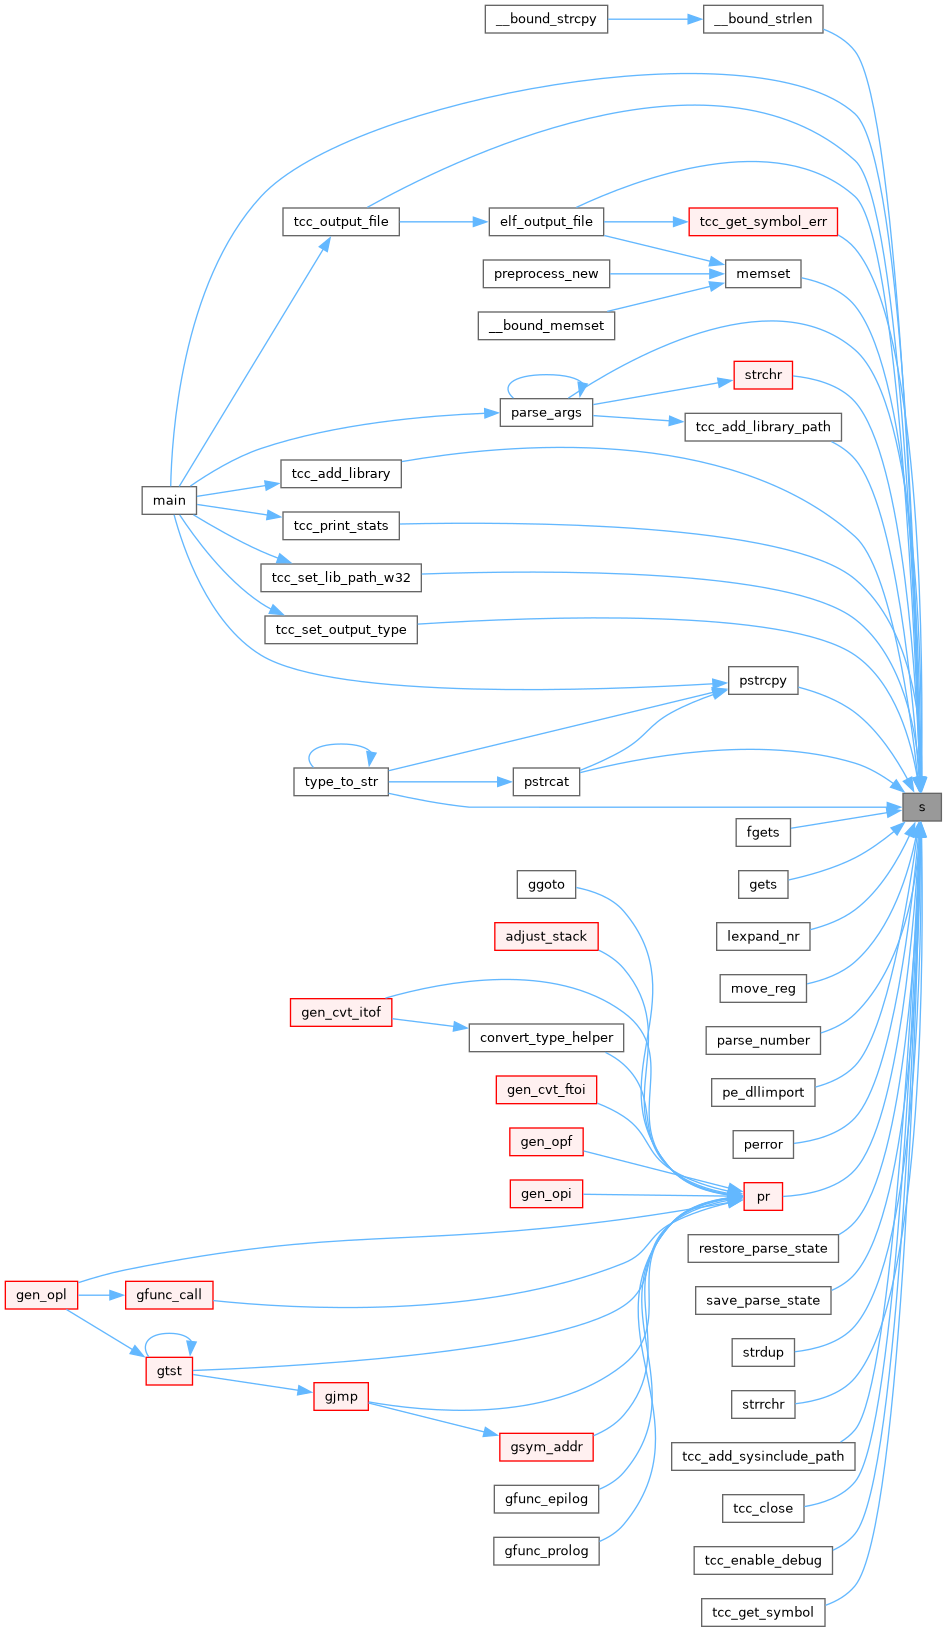 __bound_strcpy
__bound_strlen
tcc_output_file
elf_output_file
tcc_get_symbol_err
preprocess_new
memset
__bound_memset
strchr
parse_args
tcc_add_library_path
tcc_add_library
main
tcc_print_stats
tcc_set_lib_path_w32
tcc_set_output_type
pstrcpy
type_to_str
pstrcat
s
fgets
ggoto
gets
adjust_stack
lexpand_nr
move_reg
gen_cvt_itof
convert_type_helper
parse_number
gen_cvt_ftoi
pe_dllimport
gen_opf
perror
gen_opi
pr
restore_parse_state
gen_opl
gfunc_call
save_parse_state
strdup
gtst
gjmp
strrchr
gsym_addr
tcc_add_sysinclude_path
gfunc_epilog
tcc_close
gfunc_prolog
tcc_enable_debug
tcc_get_symbol